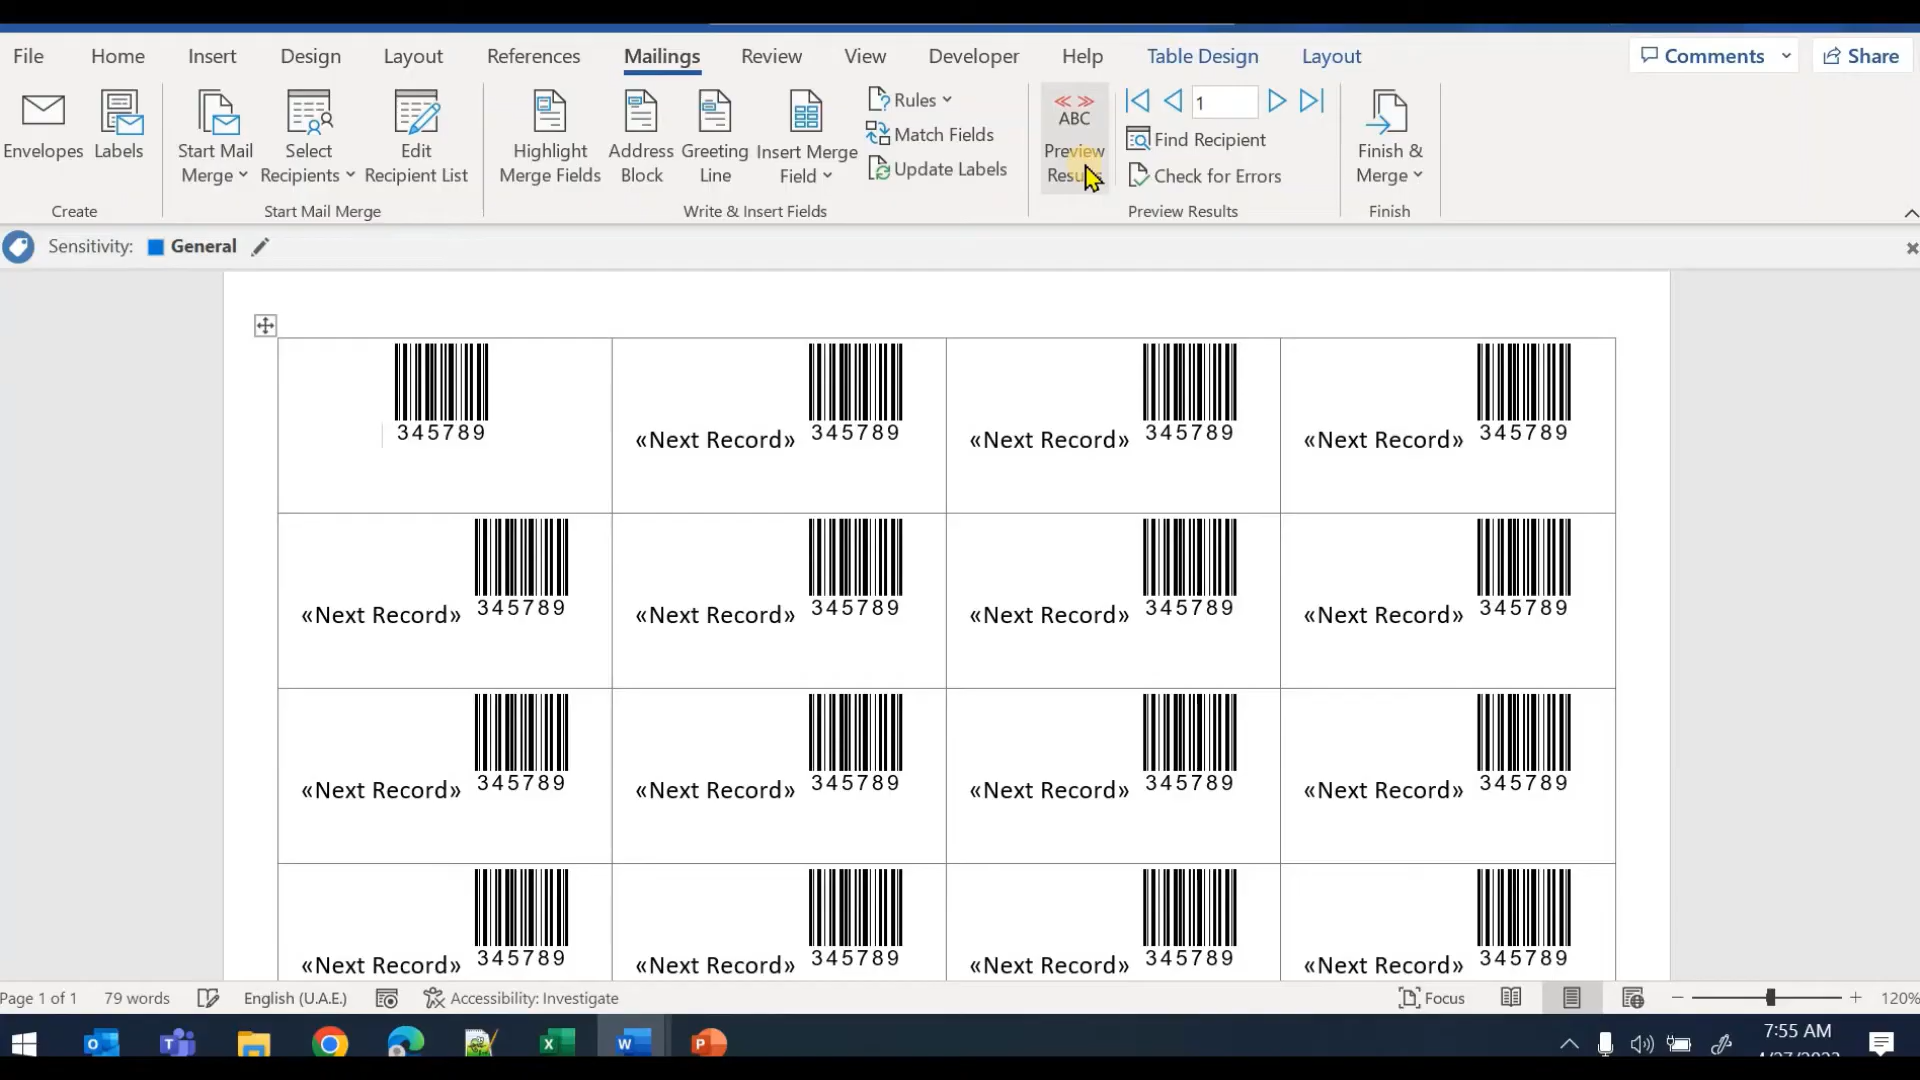 File Home Insert Design Layout References Mailings Review View Developer Help Table Design Layout Comments Share
Envelopes Labels Start Mail Merge Select Recipients Edit Recipient List Highlight Merge Fields Address Block Greeting Line Insert Merge Field
Rules
Match Fields
Update Labels
ABC
Preview Results
1
Find Recipient
Check for Errors
Finish & Merge
Create Start Mail Merge Write & Insert Fields Preview Results Finish
Sensitivity: General
345789 «Next Record» 345789 «Next Record» 345789 «Next Record» 345789
«Next Record» 345789 «Next Record» 345789 «Next Record» 345789 «Next Record» 345789
«Next Record» 345789 «Next Record» 345789 «Next Record» 345789 «Next Record» 345789
«Next Record» 345789 «Next Record» 345789 «Next Record» 345789 «Next Record» 345789
Page 1 of 1 79 words English (U.A.E.) Accessibility: Investigate Focus 120%
7:55 AM